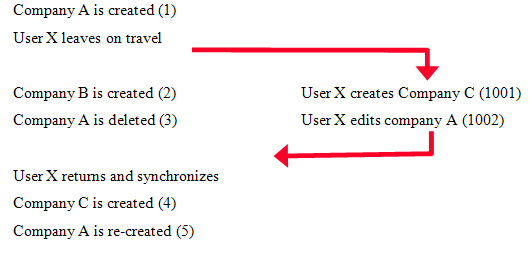 Company A is created (1)
User X leaves on travel
Company B is created (2)
User X creates Company C (1001)
Company A is deleted (3)
User X edits company A (1002)
User X returns and synchronizes
Company C is created (4)
Company A is re-created (5)